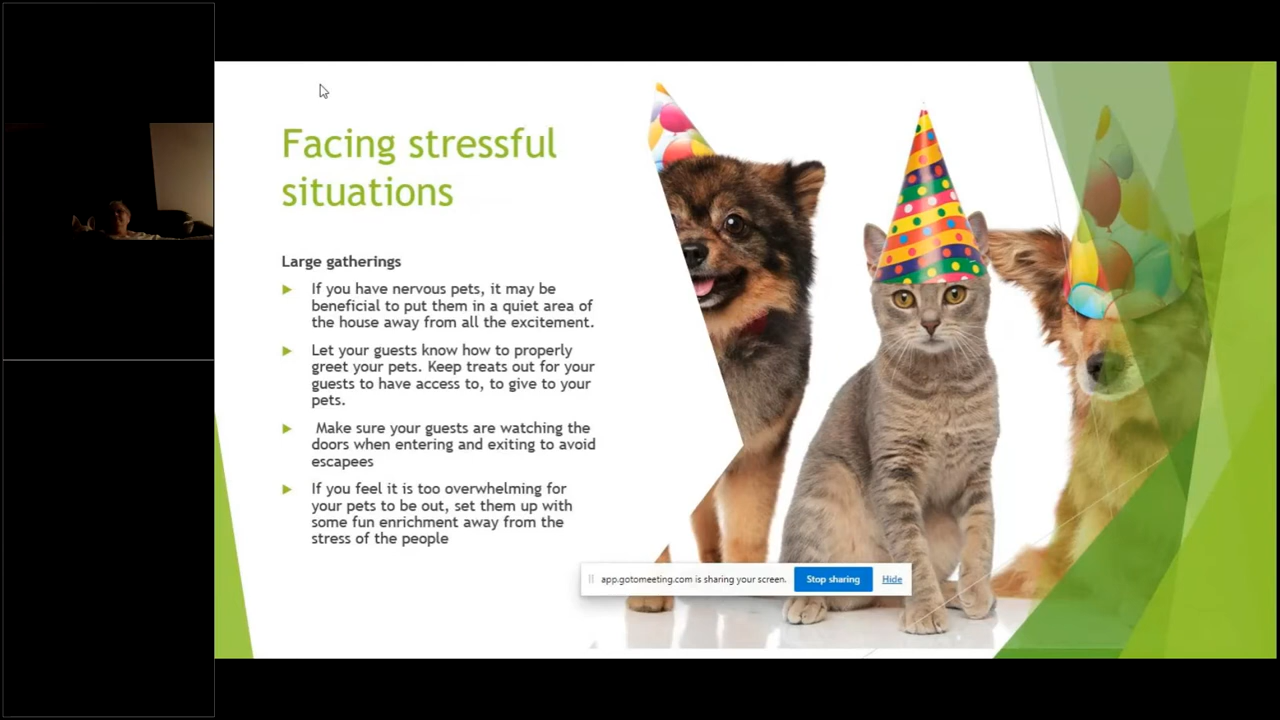 Facing stressful
situations
Large gatherings
If you have nervous pets, it may be
beneficial to put them in a quiet area of
the house away from all the excitement.
Let your guests know how to properly
greet your pets. Keep treats out for your
guests to have access to, to give to your
pets.
Make sure your guests are watching the
doors when entering and exiting to avoid
escapees
If you feel it is too overwhelming for
your pets to be out, set them up with
some fun enrichment away from the
stress of the people
app.gotomeeting.com is sharing your screen. Stop sharing Hide